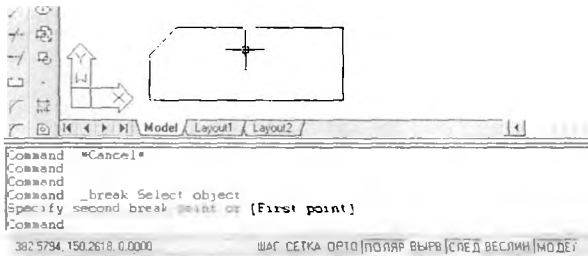 Y
W
X
Model Layout1 Layout2
Command *Cancel*
Command
Command
Command _break Select object
Specify second break point or [First point]
Command
382.5794, 150.2618, 0.0000 ШАГ СЕТКА ОРТО ПОЛЯР ВЫРВ СЛЕД ВЕСЛИН МОДЕЛ